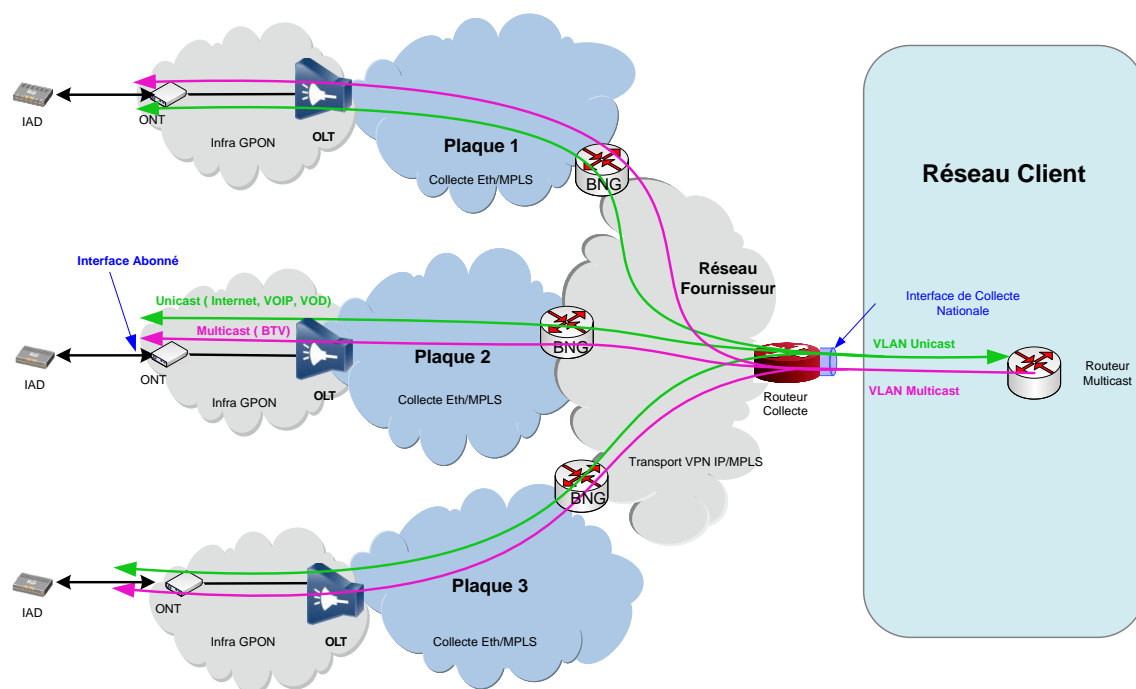 IAD
ONT
Infra GPON
OLT
Plaque 1
Collecte Eth/MPLS
BNG
Réseau Client
Interface Abonné
Unicast ( Internet, VOIP, VOD)
Multicast ( BTV)
IAD
ONT
Infra GPON
OLT
Plaque 2
Collecte Eth/MPLS
BNG
Réseau
Fournisseur
Interface de Collecte
Nationale
VLAN Unicast
VLAN Multicast
Routeur
Collecte
Routeur
Multicast
Transport VPN IP/MPLS
BNG
IAD
ONT
Infra GPON
OLT
Plaque 3
Collecte Eth/MPLS